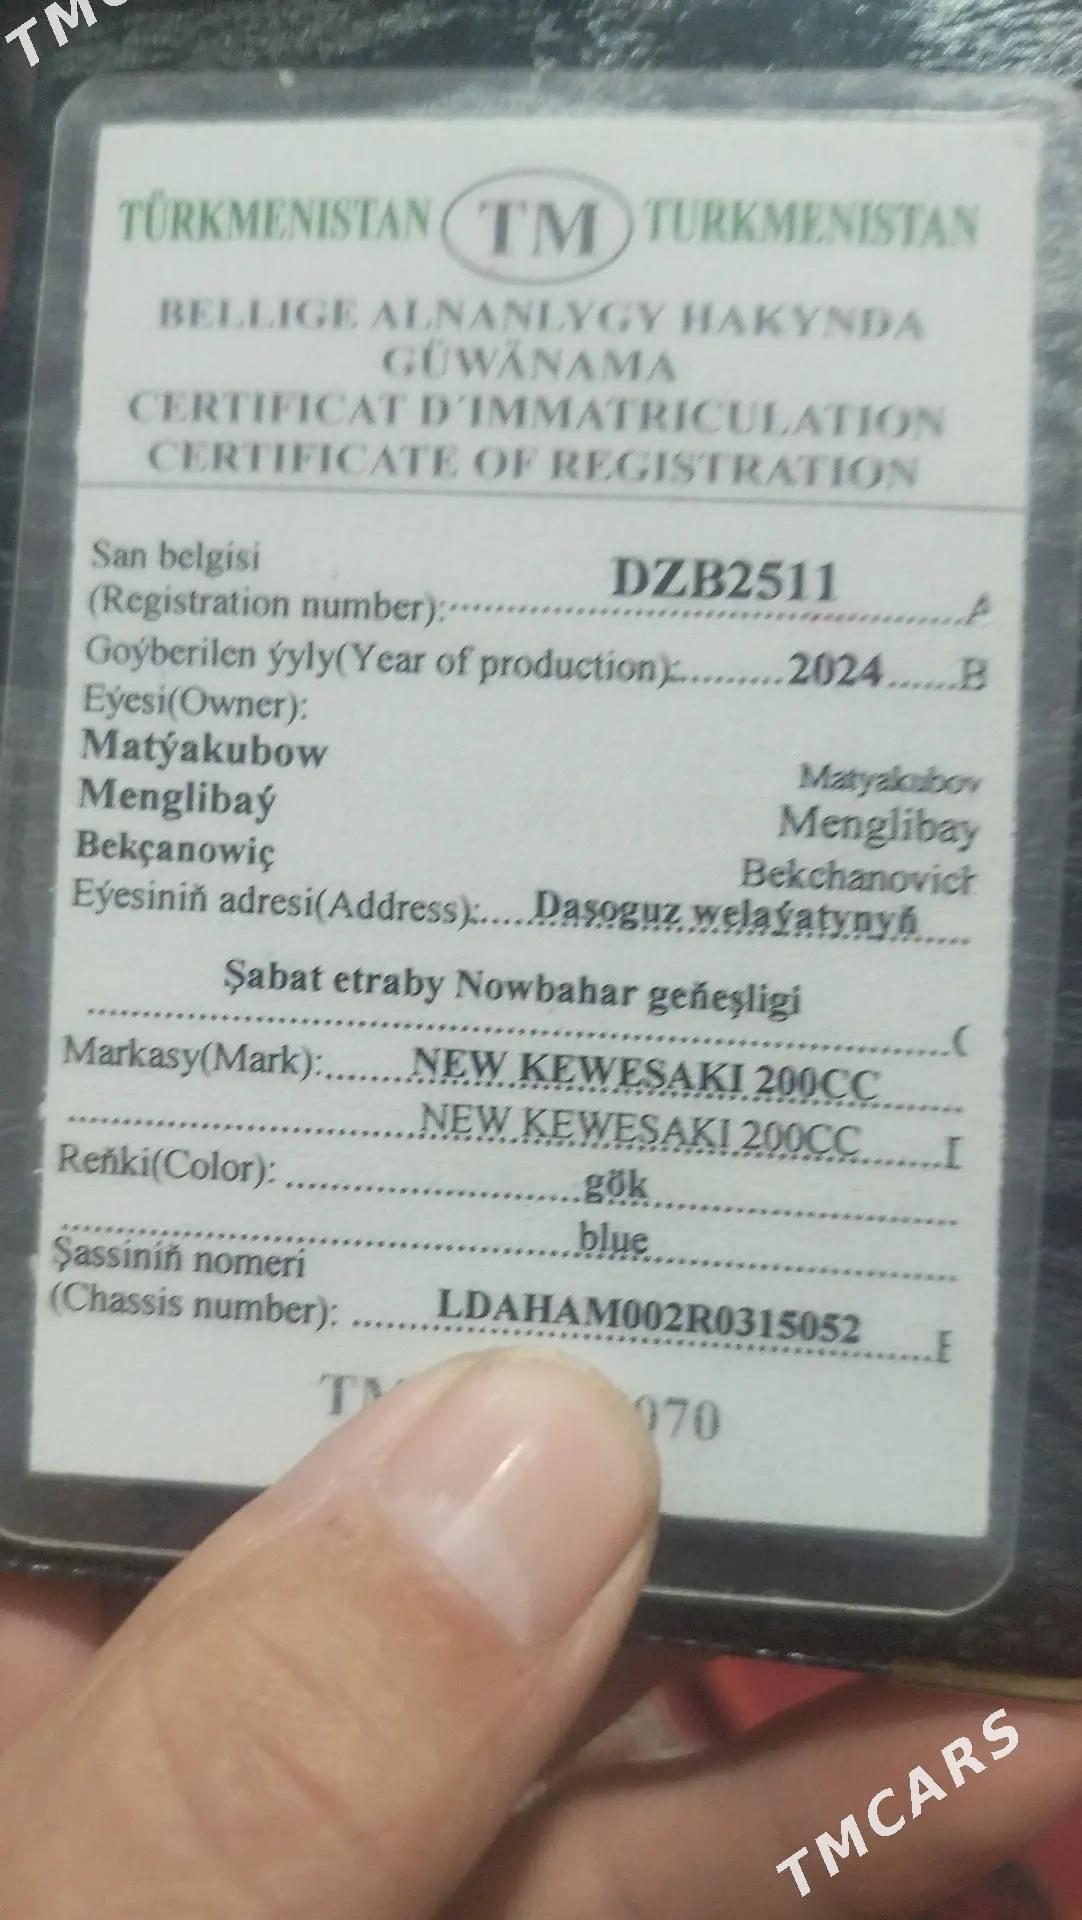 TÜRKMENISTAN TM TURKMENISTAN
BELLIGE ALNANLYGY HAKYNDA
GÜWÄNAMA
CERTIFICAT D'IMMATRICULATION
CERTIFICATE OF REGISTRATION
San belgisi
(Registration number): DZB2511 A
Goýberilen ýyly(Year of production): 2024 B
Eýesi(Owner):
Matýakubow
Matyakubov
Menglibaý
Menglibay
Bekçanowiç
Bekchanovich
Eýesiniň adresi(Address): Daşoguz welaýatynyň
Şabat etraby Nowbahar geňeşligi C
Markasy(Mark): NEW KEWESAKI 200CC
NEW KEWESAKI 200CC
Reňki(Color): gök
blue
Şassiniň nomeri
(Chassis number): LDAHAM002R0315052 E
TMCARS